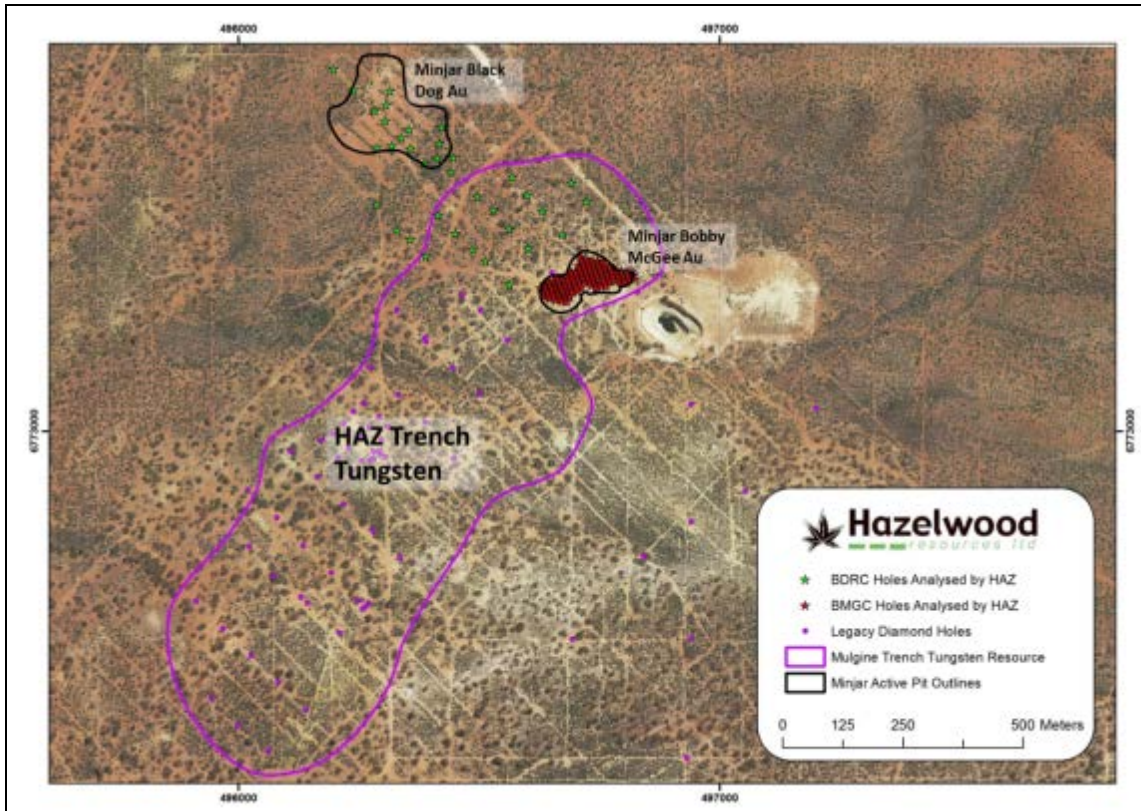 496000
497000
Minjar Black
Dog Au
Minjar Bobby
McGee Au
6773000
6773000
HAZ Trench
Tungsten
Hazelwood
resources ltd
BDRC Holes Analysed by HAZ
BMGC Holes Analysed by HAZ
Legacy Diamond Holes
Mulgine Trench Tungsten Resource
Minjar Active Pit Outlines
0 125 250 500 Meters
496000
497000